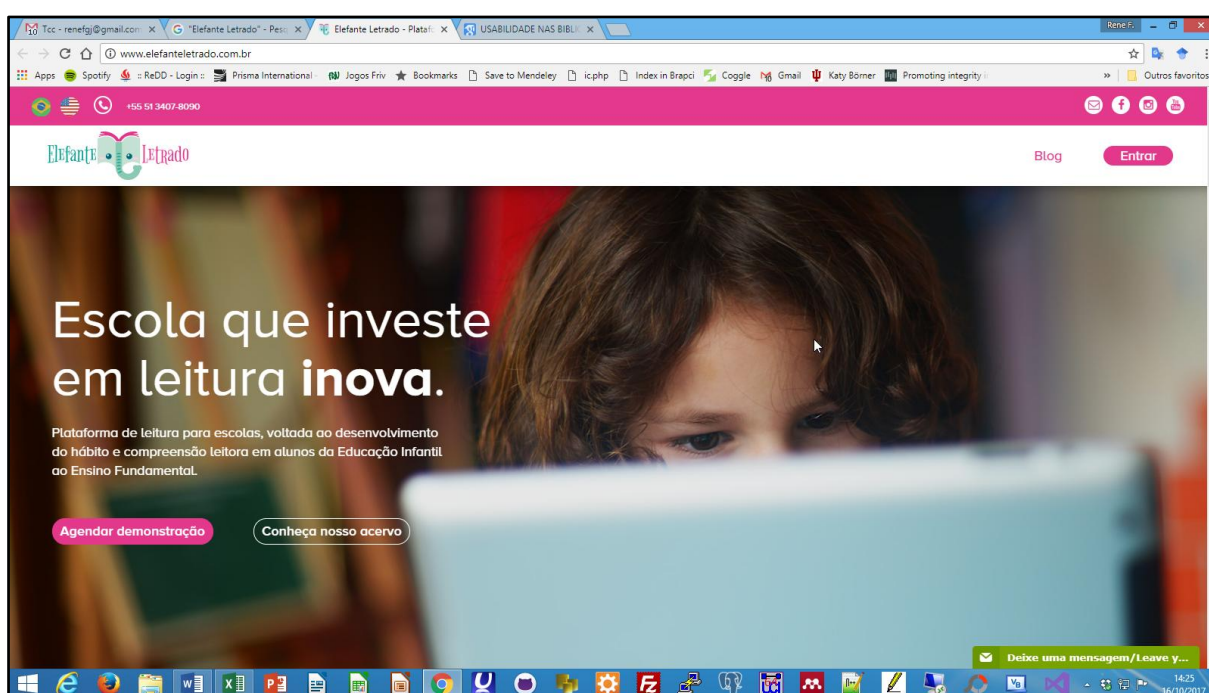 Tcc - renefgj@gmail.com
"Elefante Letrado" - Pesq
Elefante Letrado - Plataf
USABILIDADE NAS BIBLI
Rene F.
www.elefanteletrado.com.br
Apps Spotify :: ReDD - Login :: Prisma International - Jogos Friv Bookmarks Save to Mendeley ic.php Index in Brapci Coggle Gmail Katy Börner Promoting integrity i » Outros favoritos
+55 51 3407-8090
Elefante Letrado
Blog Entrar
Escola que investe
em leitura inova.
Plataforma de leitura para escolas, voltada ao desenvolvimento
do hábito e compreensão leitora em alunos da Educação Infantil
ao Ensino Fundamental.
Agendar demonstração Conheça nosso acervo
Deixe uma mensagem/Leave y...
14:25
16/10/2017